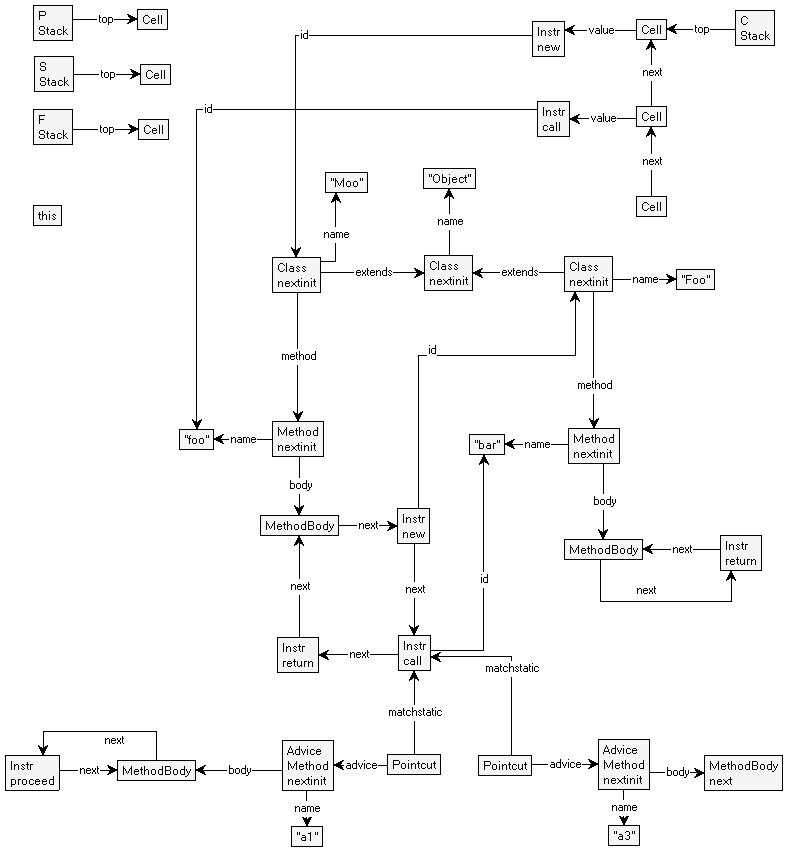 P
Stack
top
Cell
S
Stack
top
Cell
F
Stack
top
Cell
this
id
Instr
new
value
Cell
top
C
Stack
next
id
Instr
call
value
Cell
next
Cell
"Moo"
"Object"
name
name
Class
nextinit
extends
Class
nextinit
extends
Class
nextinit
name
"Foo"
method
id
method
"foo"
name
Method
nextinit
"bar"
name
Method
nextinit
body
body
MethodBody
next
Instr
new
MethodBody
next
Instr
return
next
next
id
next
Instr
return
next
Instr
call
matchstatic
matchstatic
next
Instr
proceed
next
MethodBody
body
Advice
Method
nextinit
advice
Pointcut
Pointcut
advice
Advice
Method
nextinit
body
MethodBody
next
name
name
"a1"
"a3"